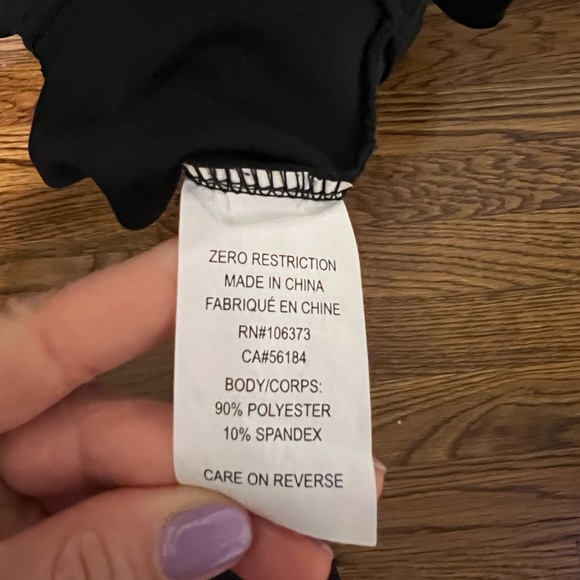 ZERO RESTRICTION
MADE IN CHINA
FABRIQUÉ EN CHINE
RN#106373
CA#56184
BODY/CORPS:
90% POLYESTER
10% SPANDEX
CARE ON REVERSE